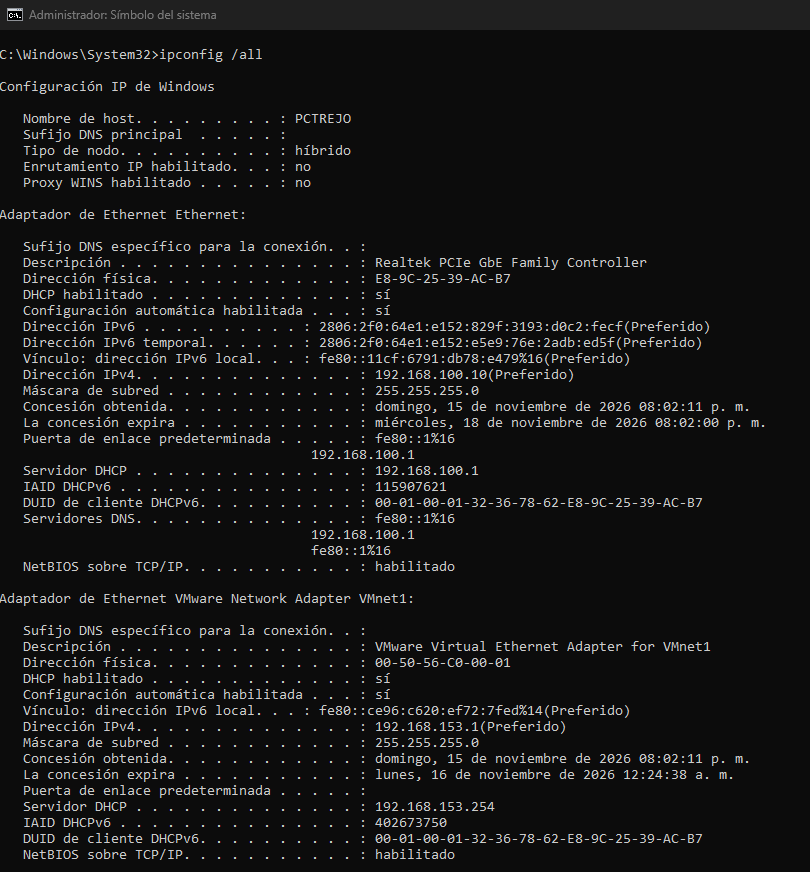 Administrador: Símbolo del sistema
C:\Windows\System32>ipconfig /all
Configuración IP de Windows
Nombre de host. . . . . . . . . : PCTREJO
Sufijo DNS principal  . . . . . :
Tipo de nodo. . . . . . . . . . : híbrido
Enrutamiento IP habilitado. . . : no
Proxy WINS habilitado . . . . . : no
Adaptador de Ethernet Ethernet:
Sufijo DNS específico para la conexión. . :
Descripción . . . . . . . . . . . . . . . : Realtek PCIe GbE Family Controller
Dirección física. . . . . . . . . . . . . : E8-9C-25-39-AC-B7
DHCP habilitado . . . . . . . . . . . . . : sí
Configuración automática habilitada . . . : sí
Dirección IPv6 . . . . . . . . . . : 2806:2f0:64e1:e152:829f:3193:d0c2:fecf(Preferido)
Dirección IPv6 temporal. . . . . . : 2806:2f0:64e1:e152:e5e9:76e:2adb:ed5f(Preferido)
Vínculo: dirección IPv6 local. . . : fe80::11cf:6791:db78:e479%16(Preferido)
Dirección IPv4. . . . . . . . . . . . . . : 192.168.100.10(Preferido)
Máscara de subred . . . . . . . . . . . . : 255.255.255.0
Concesión obtenida. . . . . . . . . . . . : domingo, 15 de noviembre de 2026 08:02:11 p. m.
La concesión expira . . . . . . . . . . . : miércoles, 18 de noviembre de 2026 08:02:00 p. m.
Puerta de enlace predeterminada . . . . . : fe80::1%16
192.168.100.1
Servidor DHCP . . . . . . . . . . . . . . : 192.168.100.1
IAID DHCPv6 . . . . . . . . . . . . . . . : 115907621
DUID de cliente DHCPv6. . . . . . . . . . : 00-01-00-01-32-36-78-62-E8-9C-25-39-AC-B7
Servidores DNS. . . . . . . . . . . . . . : fe80::1%16
192.168.100.1
fe80::1%16
NetBIOS sobre TCP/IP. . . . . . . . . . . : habilitado
Adaptador de Ethernet VMware Network Adapter VMnet1:
Sufijo DNS específico para la conexión. . :
Descripción . . . . . . . . . . . . . . . : VMware Virtual Ethernet Adapter for VMnet1
Dirección física. . . . . . . . . . . . . : 00-50-56-C0-00-01
DHCP habilitado . . . . . . . . . . . . . : sí
Configuración automática habilitada . . . : sí
Vínculo: dirección IPv6 local. . . : fe80::ce96:c620:ef72:7fed%14(Preferido)
Dirección IPv4. . . . . . . . . . . . . . : 192.168.153.1(Preferido)
Máscara de subred . . . . . . . . . . . . : 255.255.255.0
Concesión obtenida. . . . . . . . . . . . : domingo, 15 de noviembre de 2026 08:02:11 p. m.
La concesión expira . . . . . . . . . . . : lunes, 16 de noviembre de 2026 12:24:38 a. m.
Puerta de enlace predeterminada . . . . . :
Servidor DHCP . . . . . . . . . . . . . . : 192.168.153.254
IAID DHCPv6 . . . . . . . . . . . . . . . : 402673750
DUID de cliente DHCPv6. . . . . . . . . . : 00-01-00-01-32-36-78-62-E8-9C-25-39-AC-B7
NetBIOS sobre TCP/IP. . . . . . . . . . . : habilitado